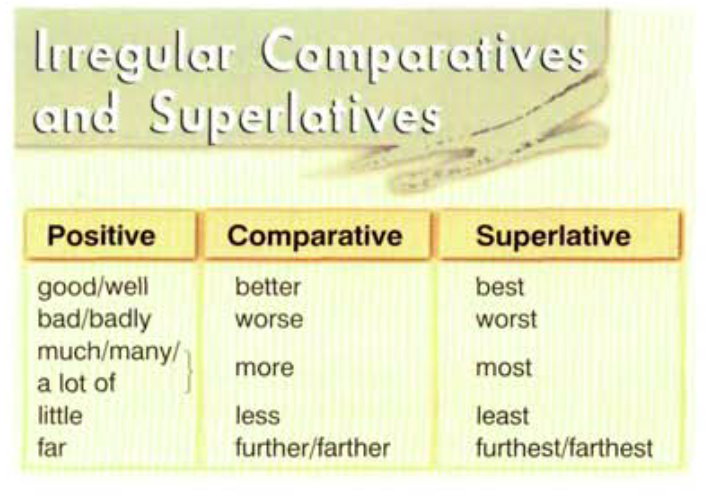 Irregular Comparatives
and Superlatives
Positive Comparative Superlative
good/well better best
bad/badly worse worst
much/many/
a lot of } more most
little less least
far further/farther furthest/farthest